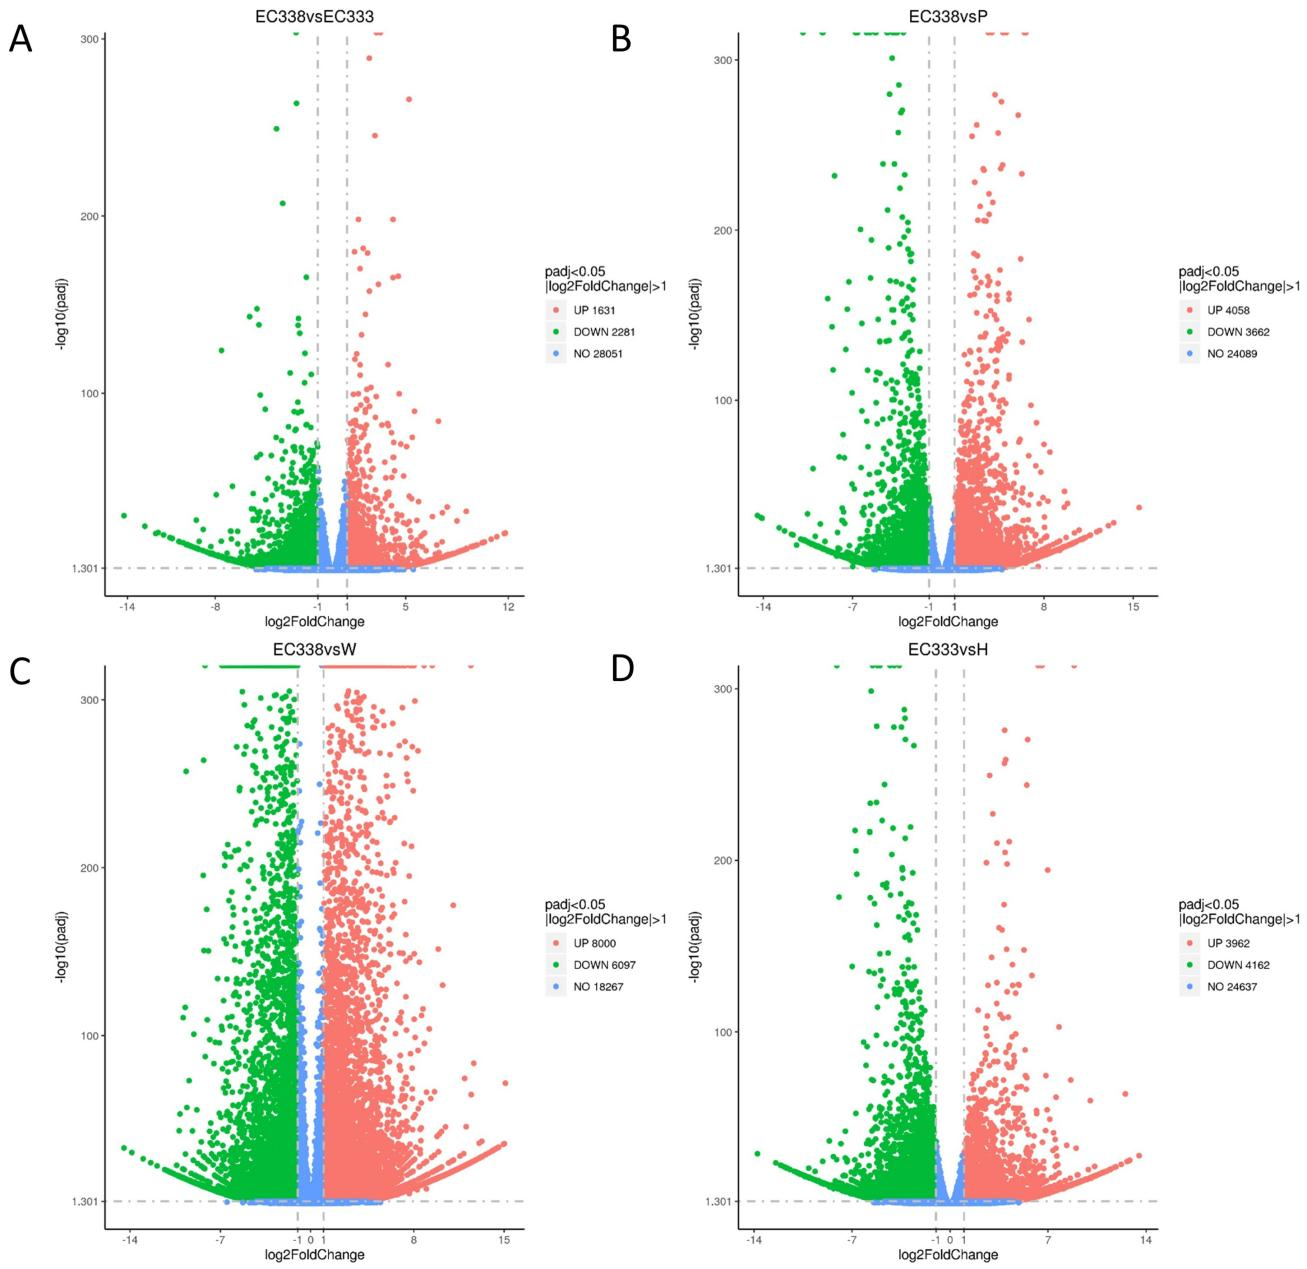 A
EC338vsEC333
300
200
100
1.301
-14
-8
-1
1
5
12
log2FoldChange
-log10(padj)
padj<0.05
|log2FoldChange|>1
UP 1631
DOWN 2281
NO 28051
B
EC338vsP
300
200
100
1.301
-14
-7
-1
1
8
15
log2FoldChange
-log10(padj)
padj<0.05
|log2FoldChange|>1
UP 4058
DOWN 3662
NO 24089
C
EC338vsW
300
200
100
1.301
-14
-7
-1
0
1
8
15
log2FoldChange
-log10(padj)
padj<0.05
|log2FoldChange|>1
UP 8000
DOWN 6097
NO 18267
D
EC333vsH
300
200
100
1.301
-14
-7
-1
0
1
7
14
log2FoldChange
-log10(padj)
padj<0.05
|log2FoldChange|>1
UP 3962
DOWN 4162
NO 24637